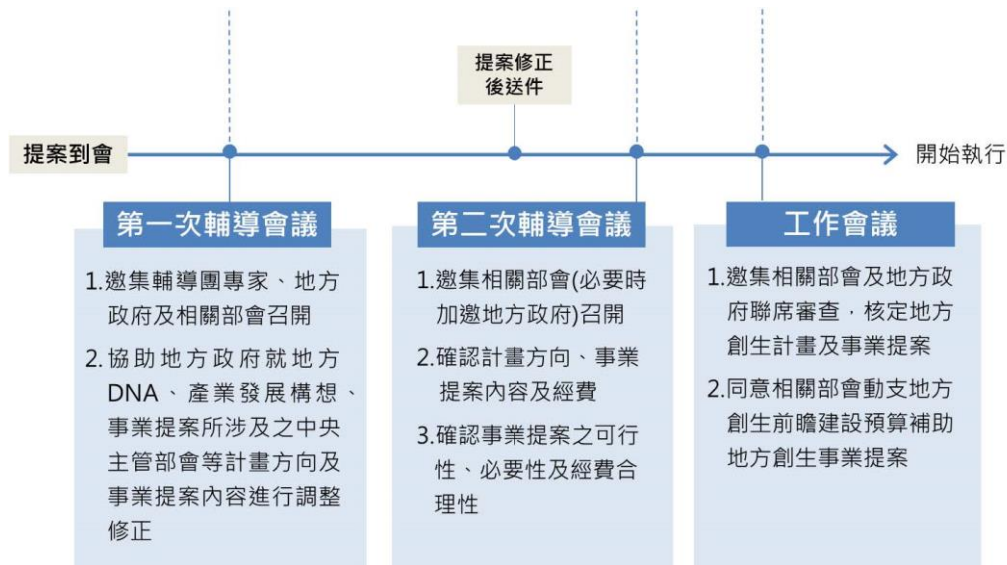 提案修正
後送件
提案到會
開始執行
第一次輔導會議
1.邀集輔導團專家、地方
政府及相關部會召開
2.協助地方政府就地方
DNA、產業發展構想、
事業提案所涉及之中央
主管部會等計畫方向及
事業提案內容進行調整
修正
第二次輔導會議
1.邀集相關部會(必要時
加邀地方政府)召開
2.確認計畫方向、事業
提案內容及經費
3.確認事業提案之可行
性、必要性及經費合
理性
工作會議
1.邀集相關部會及地方政
府聯席審查,核定地方
創生計畫及事業提案
2.同意相關部會動支地方
創生前瞻建設預算補助
地方創生事業提案